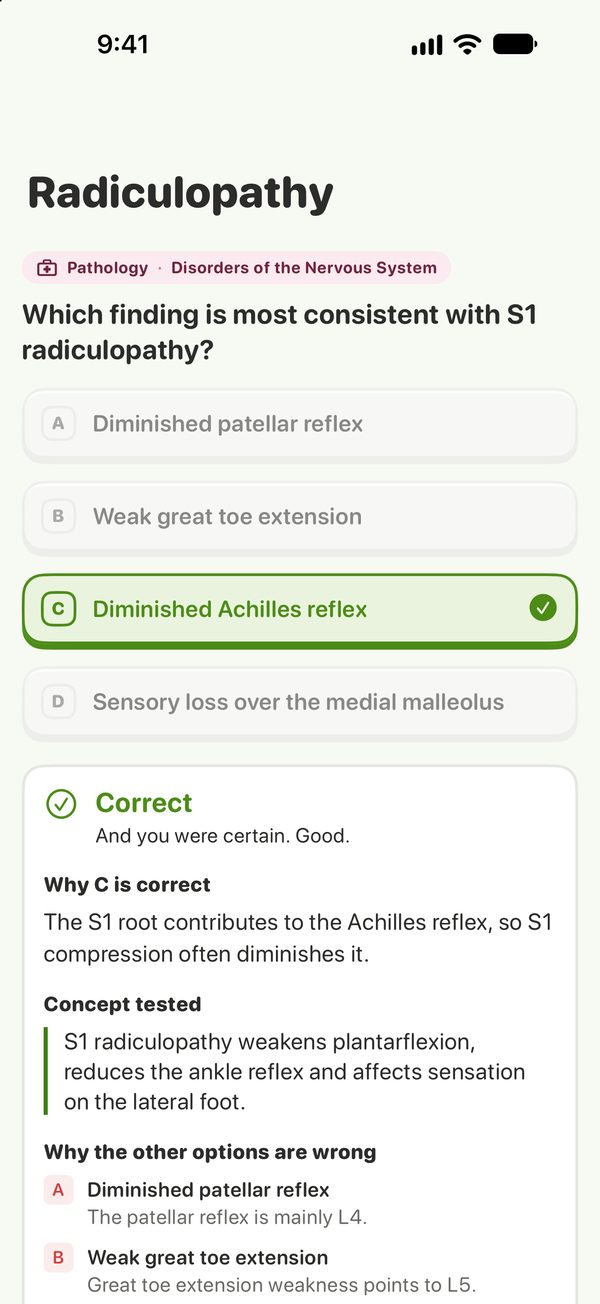 9:41
Radiculopathy
Pathology · Disorders of the Nervous System
Which finding is most consistent with S1
radiculopathy?
A Diminished patellar reflex
B Weak great toe extension
C Diminished Achilles reflex
D Sensory loss over the medial malleolus
Correct
And you were certain. Good.
Why C is correct
The S1 root contributes to the Achilles reflex, so S1
compression often diminishes it.
Concept tested
S1 radiculopathy weakens plantarflexion,
reduces the ankle reflex and affects sensation
on the lateral foot.
Why the other options are wrong
A Diminished patellar reflex
The patellar reflex is mainly L4.
B Weak great toe extension
Great toe extension weakness points to L5.